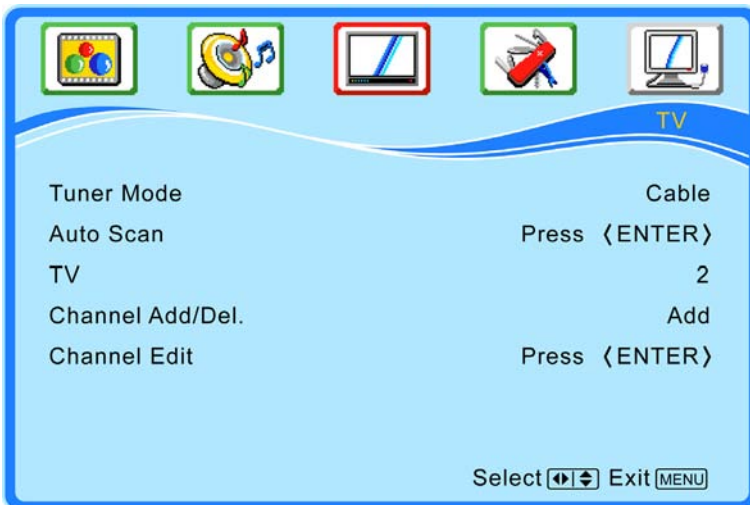 TV
Tuner Mode Cable
Auto Scan Press 〈ENTER〉
TV 2
Channel Add/Del. Add
Channel Edit Press 〈ENTER〉
Select Exit MENU